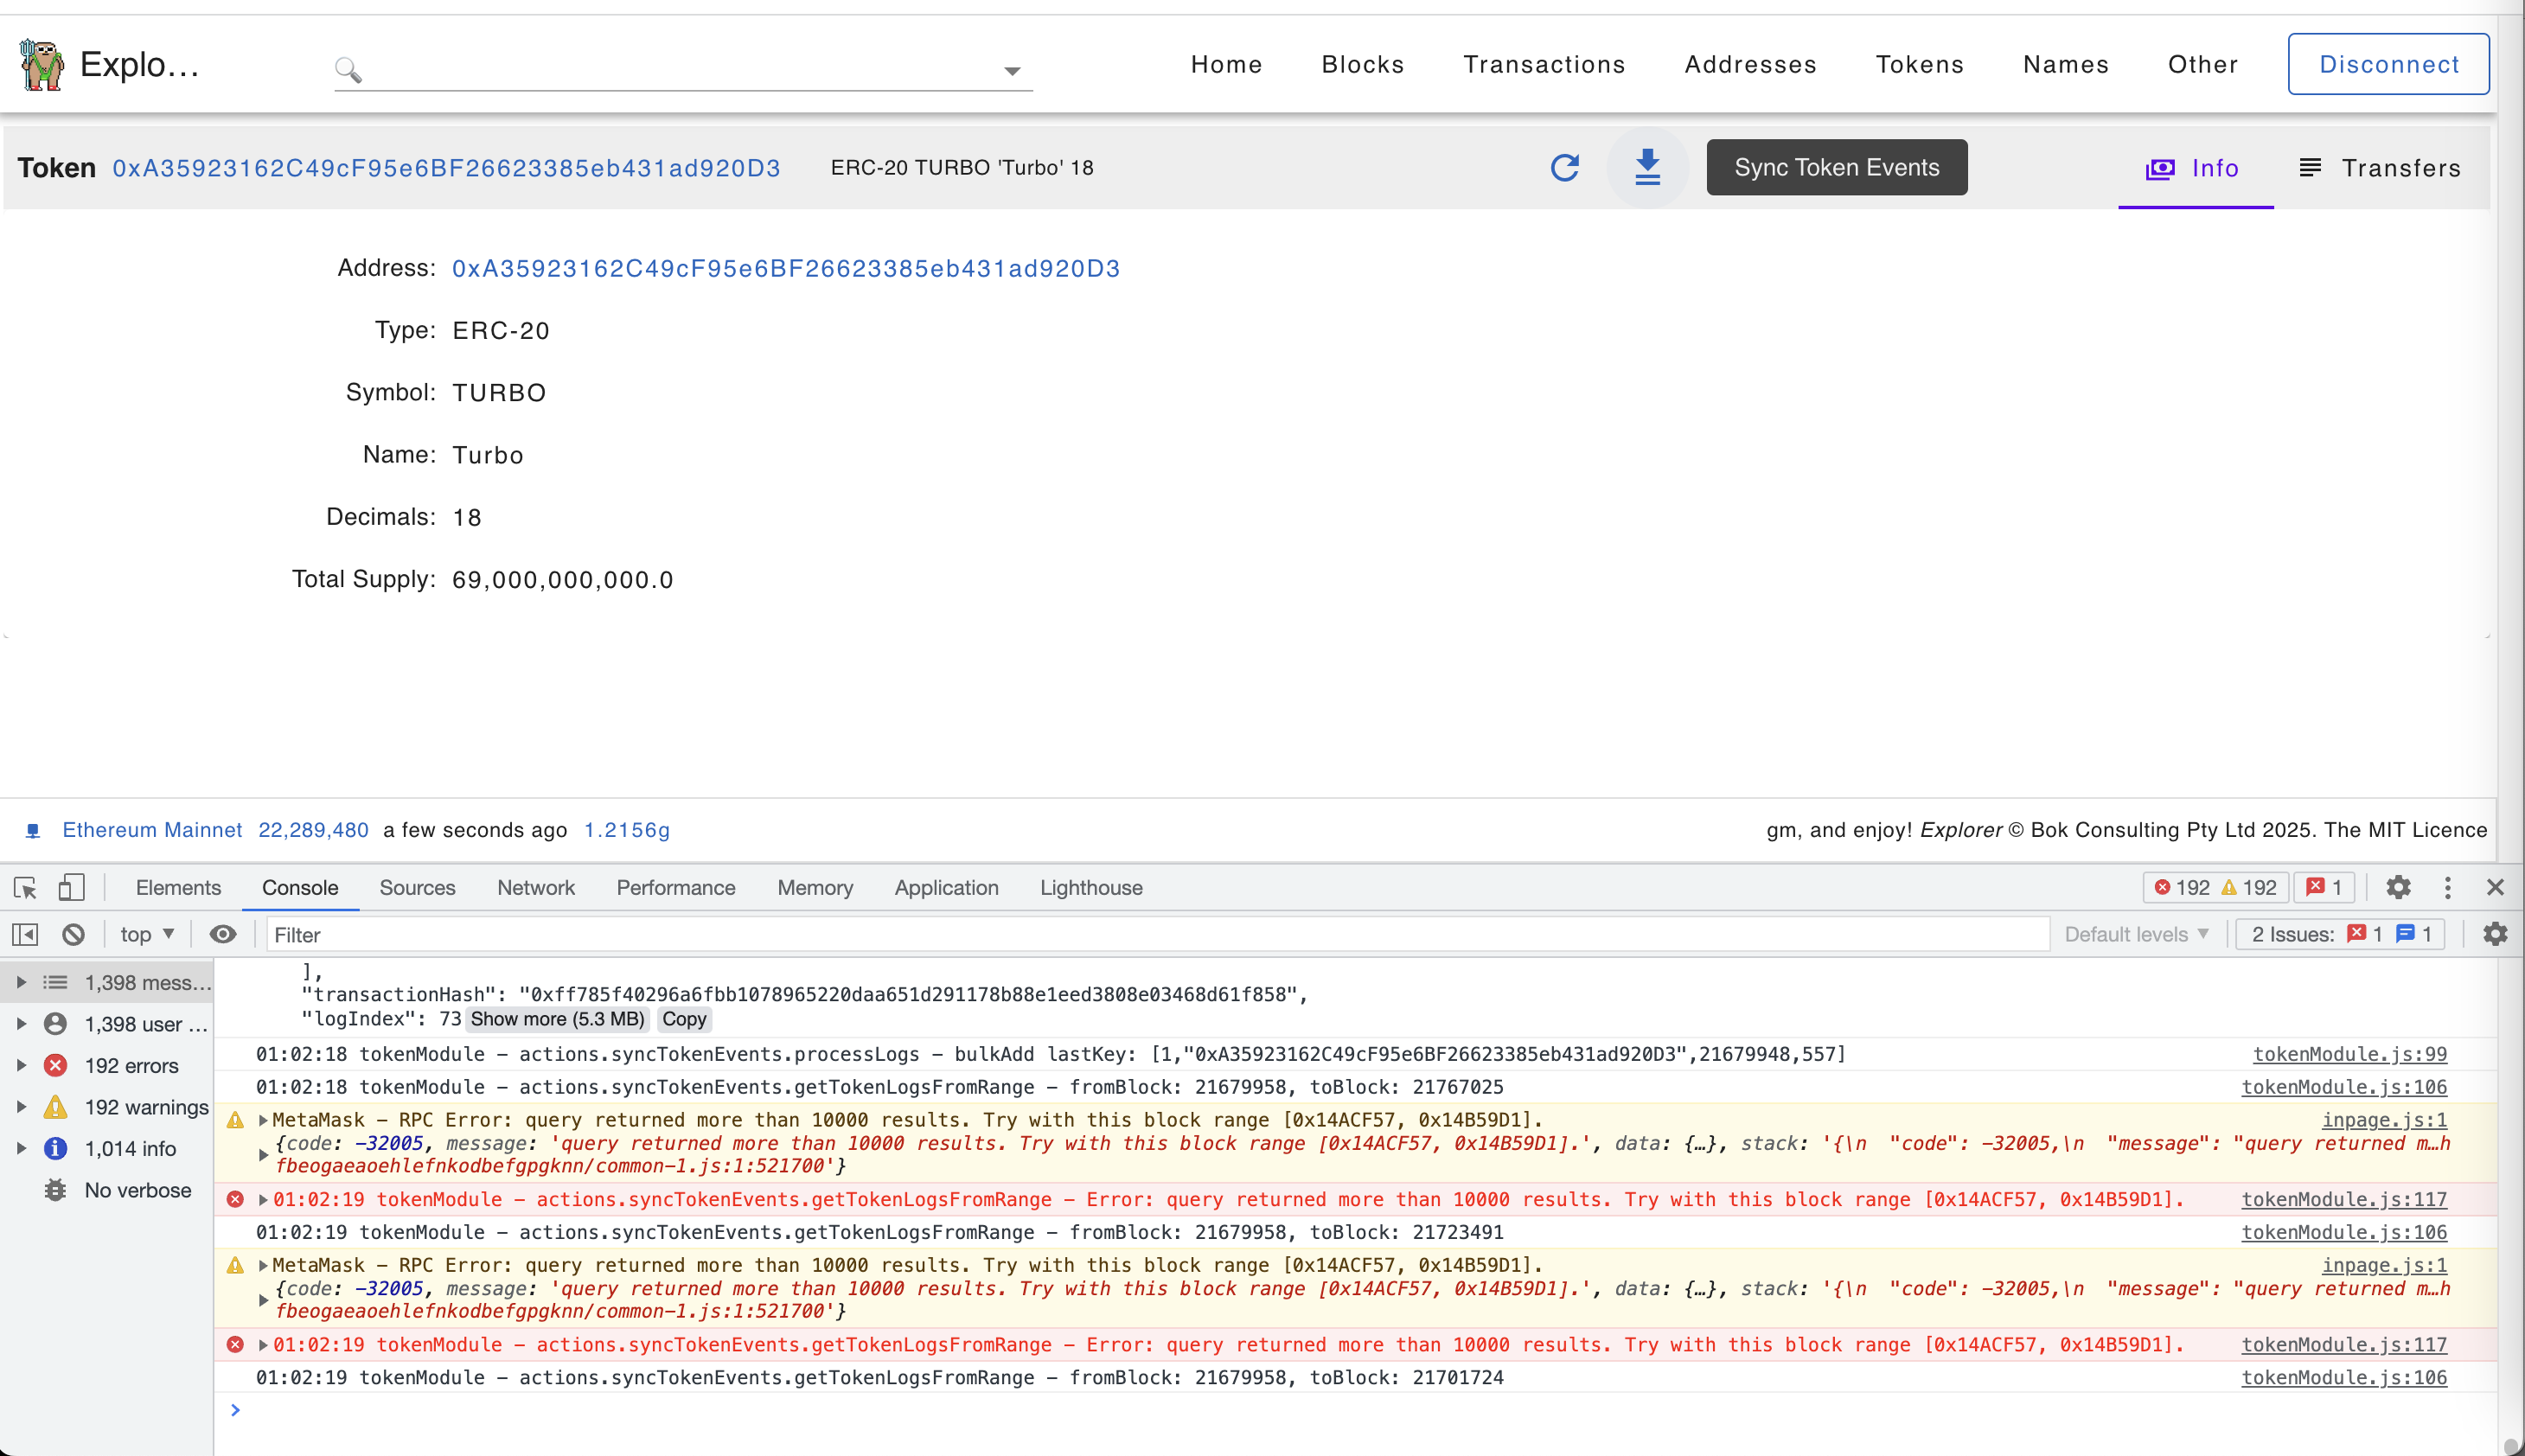 Explo...
Home Blocks Transactions Addresses Tokens Names Other Disconnect
Token 0xA35923162C49cF95e6BF26623385eb431ad920D3 ERC-20 TURBO 'Turbo' 18 Sync Token Events Info Transfers
Address: 0xA35923162C49cF95e6BF26623385eb431ad920D3
Type: ERC-20
Symbol: TURBO
Name: Turbo
Decimals: 18
Total Supply: 69,000,000,000.0
Ethereum Mainnet 22,289,480 a few seconds ago 1.2156g gm, and enjoy! Explorer © Bok Consulting Pty Ltd 2025. The MIT Licence
Elements Console Sources Network Performance Memory Application Lighthouse 192 192 1
top Filter Default levels 2 Issues: 1 1
1,398 mess...
1,398 user ...
192 errors
192 warnings
1,014 info
No verbose
],
"transactionHash": "0xff785f40296a6fbb1078965220daa651d291178b88e1eed3808e03468d61f858",
"logIndex": 73 Show more (5.3 MB) Copy
01:02:18 tokenModule - actions.syncTokenEvents.processLogs - bulkAdd lastKey: [1,"0xA35923162C49cF95e6BF26623385eb431ad920D3",21679948,557] tokenModule.js:99
01:02:18 tokenModule - actions.syncTokenEvents.getTokenLogsFromRange - fromBlock: 21679958, toBlock: 21767025 tokenModule.js:106
MetaMask - RPC Error: query returned more than 10000 results. Try with this block range [0x14ACF57, 0x14B59D1]. inpage.js:1
{code: -32005, message: 'query returned more than 10000 results. Try with this block range [0x14ACF57, 0x14B59D1].', data: {…}, stack: '{\n "code": -32005,\n "message": "query returned m…h
fbeogaeaoehlefnkodbefgpgknn/common-1.js:1:521700'}
01:02:19 tokenModule - actions.syncTokenEvents.getTokenLogsFromRange - Error: query returned more than 10000 results. Try with this block range [0x14ACF57, 0x14B59D1]. tokenModule.js:117
01:02:19 tokenModule - actions.syncTokenEvents.getTokenLogsFromRange - fromBlock: 21679958, toBlock: 21723491 tokenModule.js:106
MetaMask - RPC Error: query returned more than 10000 results. Try with this block range [0x14ACF57, 0x14B59D1]. inpage.js:1
{code: -32005, message: 'query returned more than 10000 results. Try with this block range [0x14ACF57, 0x14B59D1].', data: {…}, stack: '{\n "code": -32005,\n "message": "query returned m…h
fbeogaeaoehlefnkodbefgpgknn/common-1.js:1:521700'}
01:02:19 tokenModule - actions.syncTokenEvents.getTokenLogsFromRange - Error: query returned more than 10000 results. Try with this block range [0x14ACF57, 0x14B59D1]. tokenModule.js:117
01:02:19 tokenModule - actions.syncTokenEvents.getTokenLogsFromRange - fromBlock: 21679958, toBlock: 21701724 tokenModule.js:106